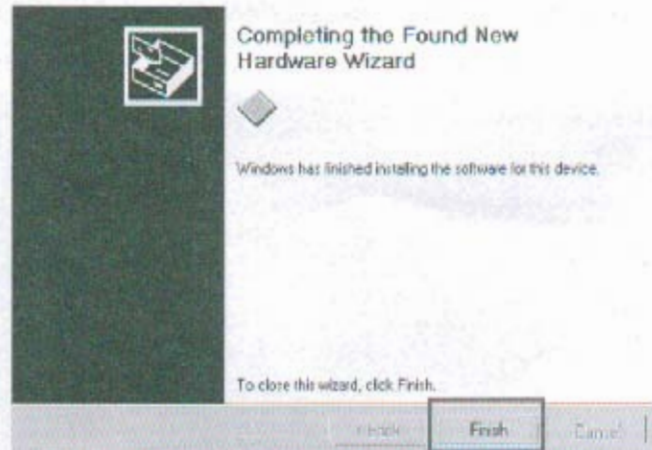 Completing the Found New
Hardware Wizard
Windows has finished installing the software for this device.
To close this wizard, click Finish.
Finish Cancel